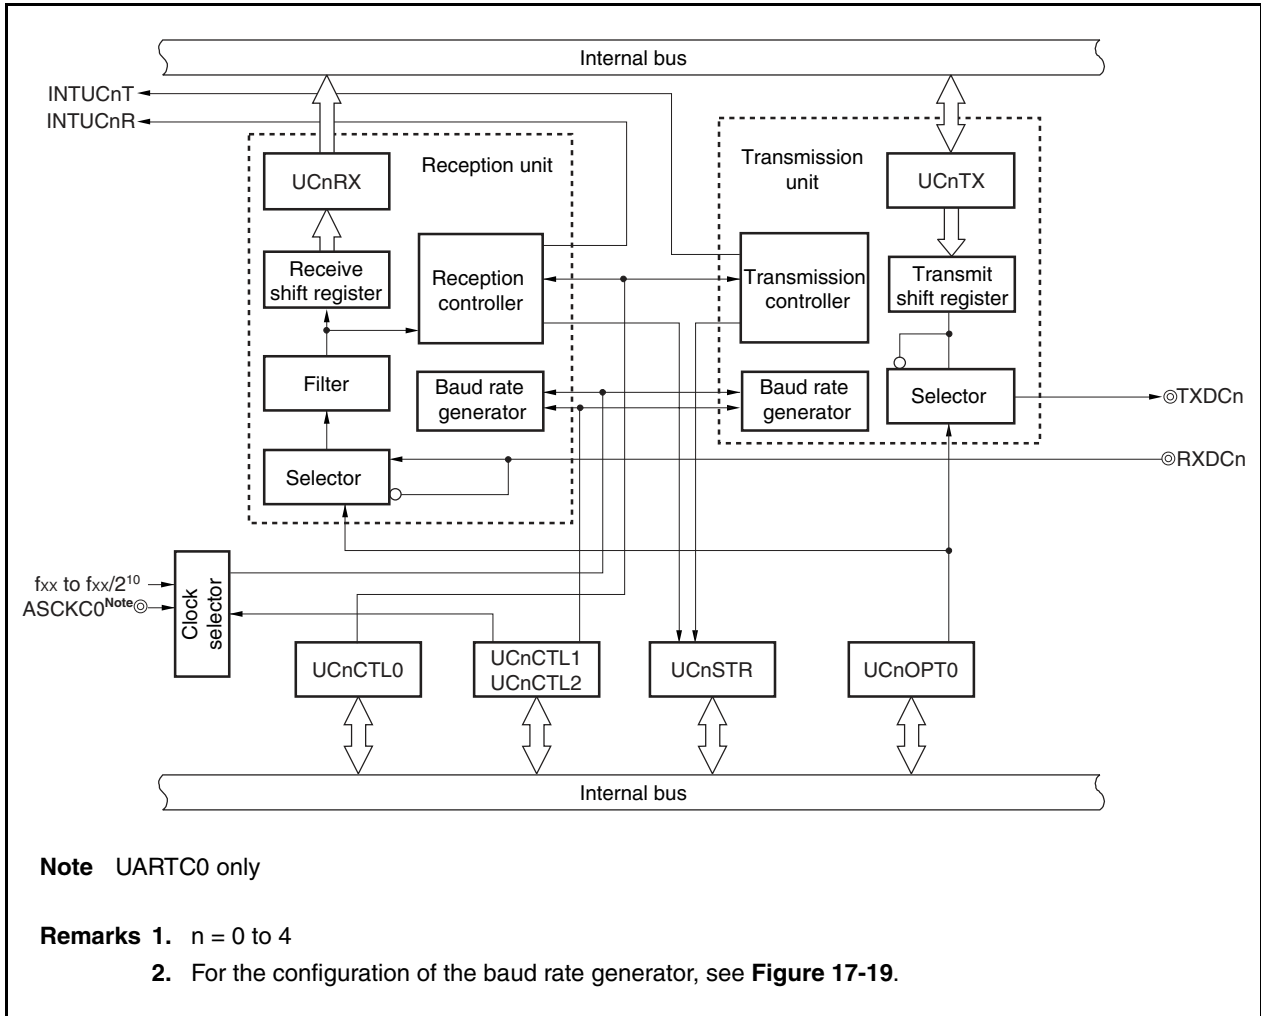 Internal bus
INTUCnT
INTUCnR
Reception unit
UCnRX
Receive
shift register
Reception
controller
Filter
Baud rate
generator
Selector
Transmission
unit
UCnTX
Transmission
controller
Transmit
shift register
Baud rate
generator
Selector
TXDCn
RXDCn
fxx to fxx/2¹⁰
ASCKC0Note
Clock
selector
UCnCTL0
UCnCTL1
UCnCTL2
UCnSTR
UCnOPT0
Internal bus
Note UARTC0 only
Remarks 1. n = 0 to 4
2. For the configuration of the baud rate generator, see Figure 17-19.